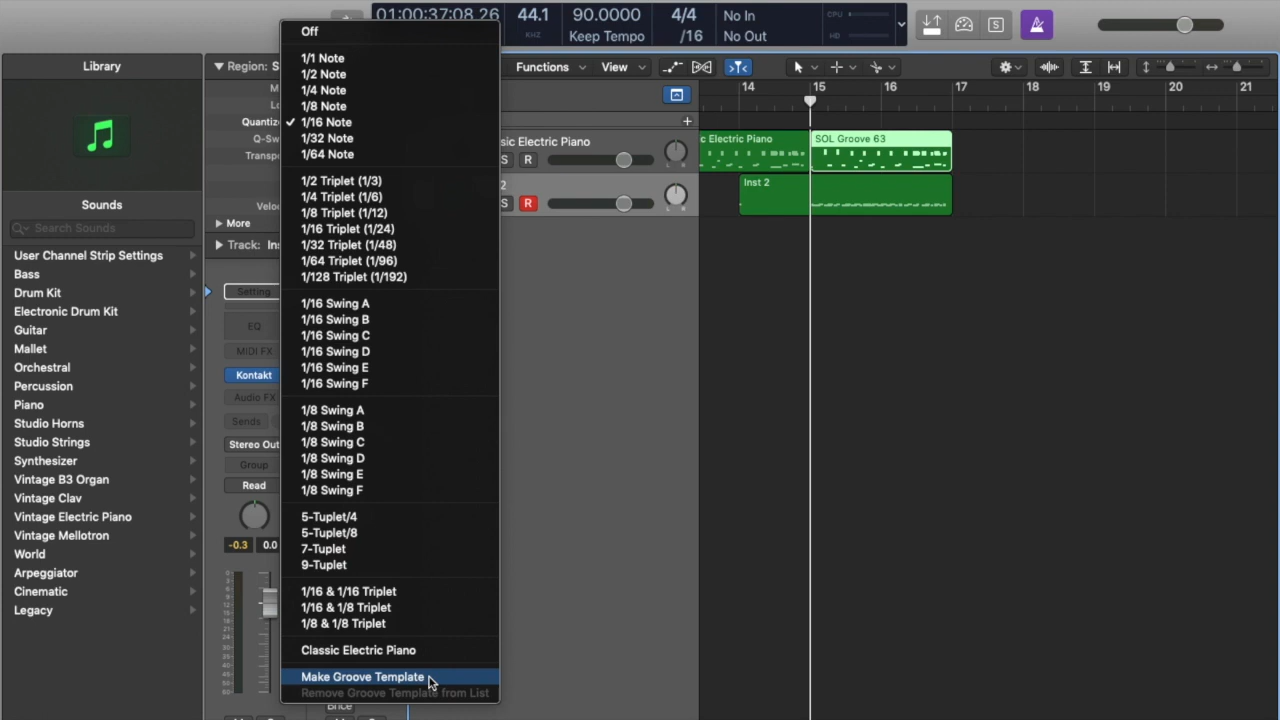 01:00:37:08.26
44.1
KHZ
90.0000
Keep Tempo
4/4
/16
No In
No Out
CPU
HD
Library
Sounds
Search Sounds
User Channel Strip Settings
Bass
Drum Kit
Electronic Drum Kit
Guitar
Mallet
Orchestral
Percussion
Piano
Studio Horns
Studio Strings
Synthesizer
Vintage B3 Organ
Vintage Clav
Vintage Electric Piano
Vintage Mellotron
World
Arpeggiator
Cinematic
Legacy
Region: S
M
Lo
Quantiz
Q-Sw
Transpo
Veloc
More
Track: Ins
Setting
EQ
MIDI FX
Kontakt
Audio FX
Sends
Stereo Out
Group
Read
-0.3
0.0
Off
1/1 Note
1/2 Note
1/4 Note
1/8 Note
✓ 1/16 Note
1/32 Note
1/64 Note
1/2 Triplet (1/3)
1/4 Triplet (1/6)
1/8 Triplet (1/12)
1/16 Triplet (1/24)
1/32 Triplet (1/48)
1/64 Triplet (1/96)
1/128 Triplet (1/192)
1/16 Swing A
1/16 Swing B
1/16 Swing C
1/16 Swing D
1/16 Swing E
1/16 Swing F
1/8 Swing A
1/8 Swing B
1/8 Swing C
1/8 Swing D
1/8 Swing E
1/8 Swing F
5-Tuplet/4
5-Tuplet/8
7-Tuplet
9-Tuplet
1/16 & 1/16 Triplet
1/16 & 1/8 Triplet
1/8 & 1/8 Triplet
Classic Electric Piano
Make Groove Template
Remove Groove Template from List
Functions
View
14 15 16 17 18 19 20 21
sic Electric Piano
S R
2
S R
L R
L R
c Electric Piano
SOL Groove 63
Inst 2